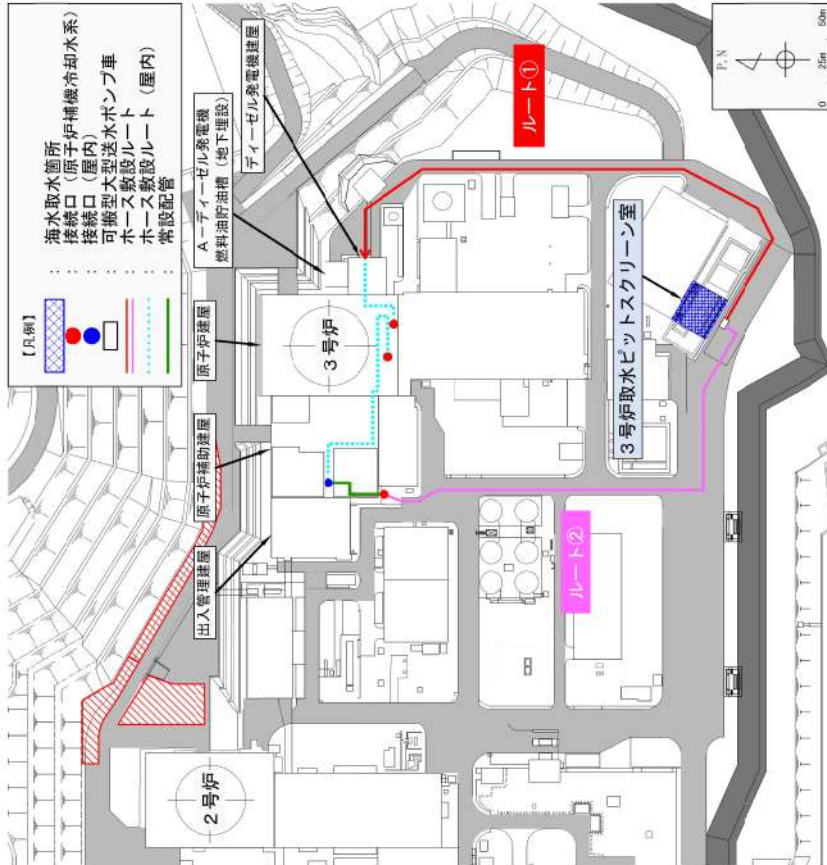 【凡例】
： 海水取水箇所
： 接続口（原子炉補機冷却水系）
： 接続口（屋内）
： 可搬型大型送水ポンプ車
： ホース敷設ルート
： ホース敷設ルート（屋内）
： 常設配管
P.N
0 25m 50m
ルート①
ディーゼル発電機建屋
A－ディーゼル発電機
燃料油貯油槽（地下埋設）
原子炉建屋
3号炉
原子炉補助建屋
出入管理建屋
3号炉取水ピットスクリーン室
ルート②
2号炉